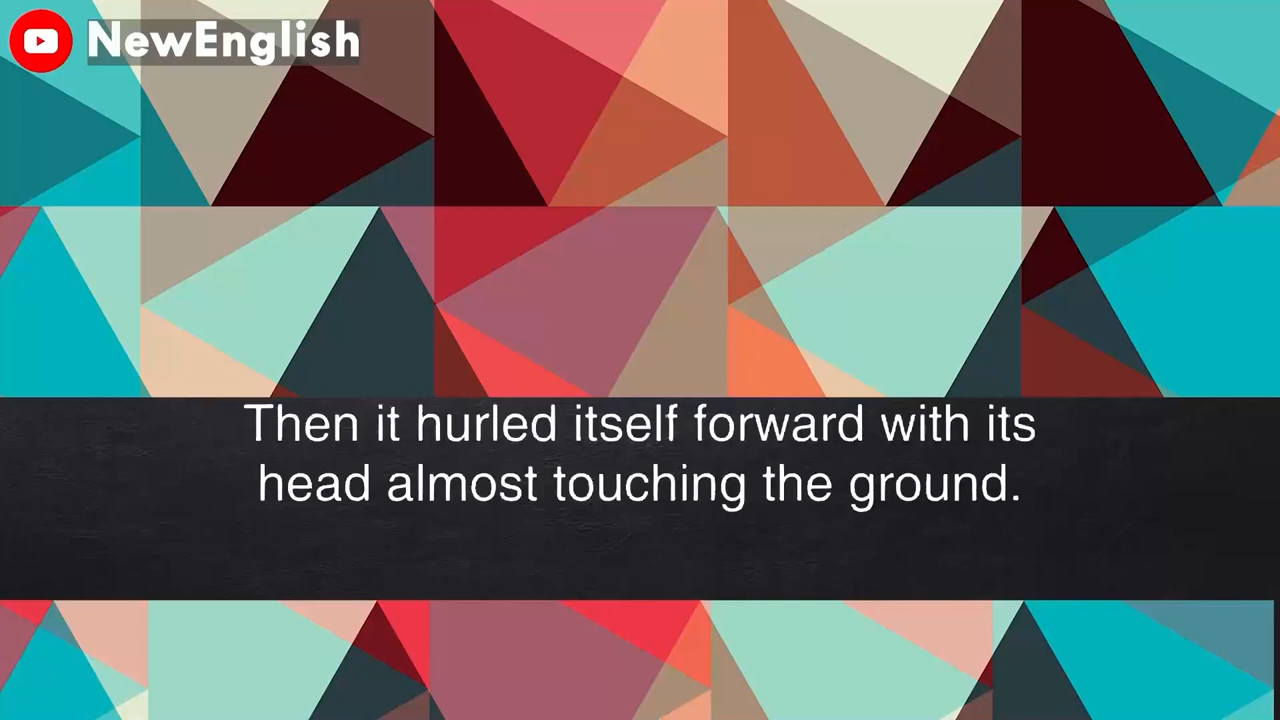 NewEnglish
Then it hurled itself forward with its
head almost touching the ground.